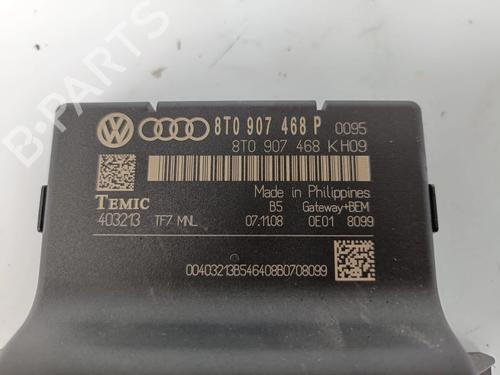 8T0 907 468 P 0095
8T0 907 468 KH09
TEMIC
403213 TF7 MNL
Made in Philippines
B5 Gateway+BEM
07.11.08 0E01 8099
00403213B546408B0708099
B-PARTS